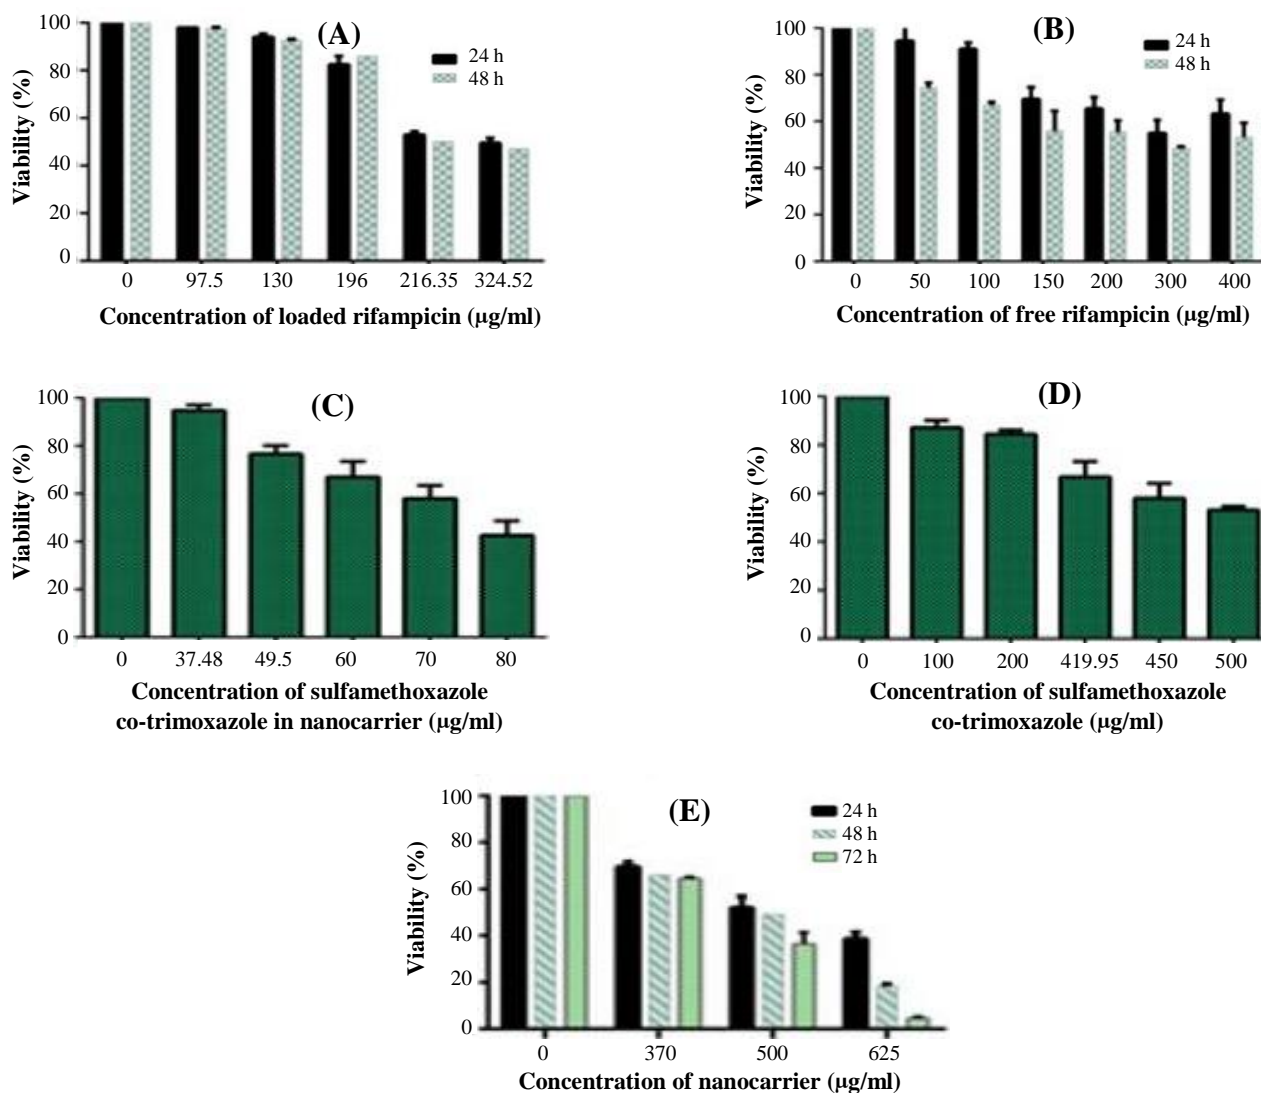 (A)
24 h
48 h
Viability (%)
100
80
60
40
20
0
0 97.5 130 196 216.35 324.52
Concentration of loaded rifampicin (µg/ml)
(B)
24 h
48 h
Viability (%)
100
80
60
40
20
0
0 50 100 150 200 300 400
Concentration of free rifampicin (µg/ml)
(C)
Viability (%)
100
80
60
40
20
0
0 37.48 49.5 60 70 80
Concentration of sulfamethoxazole
co-trimoxazole in nanocarrier (µg/ml)
(D)
Viability (%)
100
80
60
40
20
0
0 100 200 419.95 450 500
Concentration of sulfamethoxazole
co-trimoxazole (µg/ml)
(E)
24 h
48 h
72 h
Viability (%)
100
80
60
40
20
0
0 370 500 625
Concentration of nanocarrier (µg/ml)